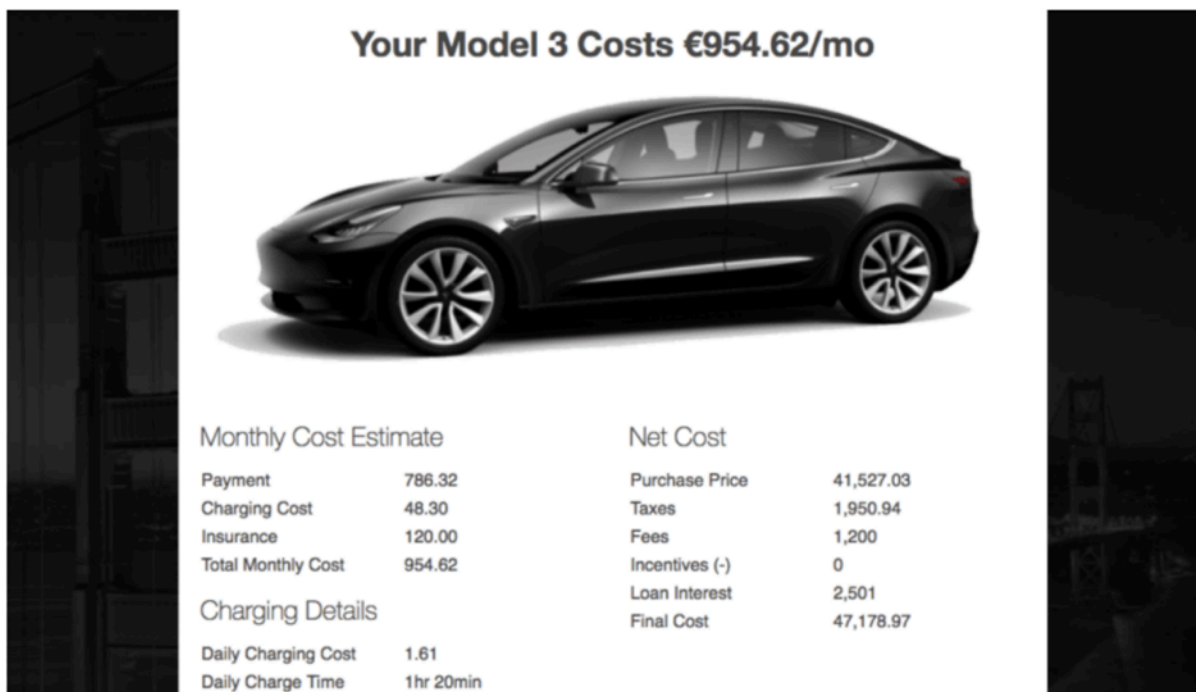 Your Model 3 Costs €954.62/mo
Monthly Cost Estimate
Payment 786.32
Charging Cost 48.30
Insurance 120.00
Total Monthly Cost 954.62
Charging Details
Daily Charging Cost 1.61
Daily Charge Time 1hr 20min
Net Cost
Purchase Price 41,527.03
Taxes 1,950.94
Fees 1,200
Incentives (-) 0
Loan Interest 2,501
Final Cost 47,178.97